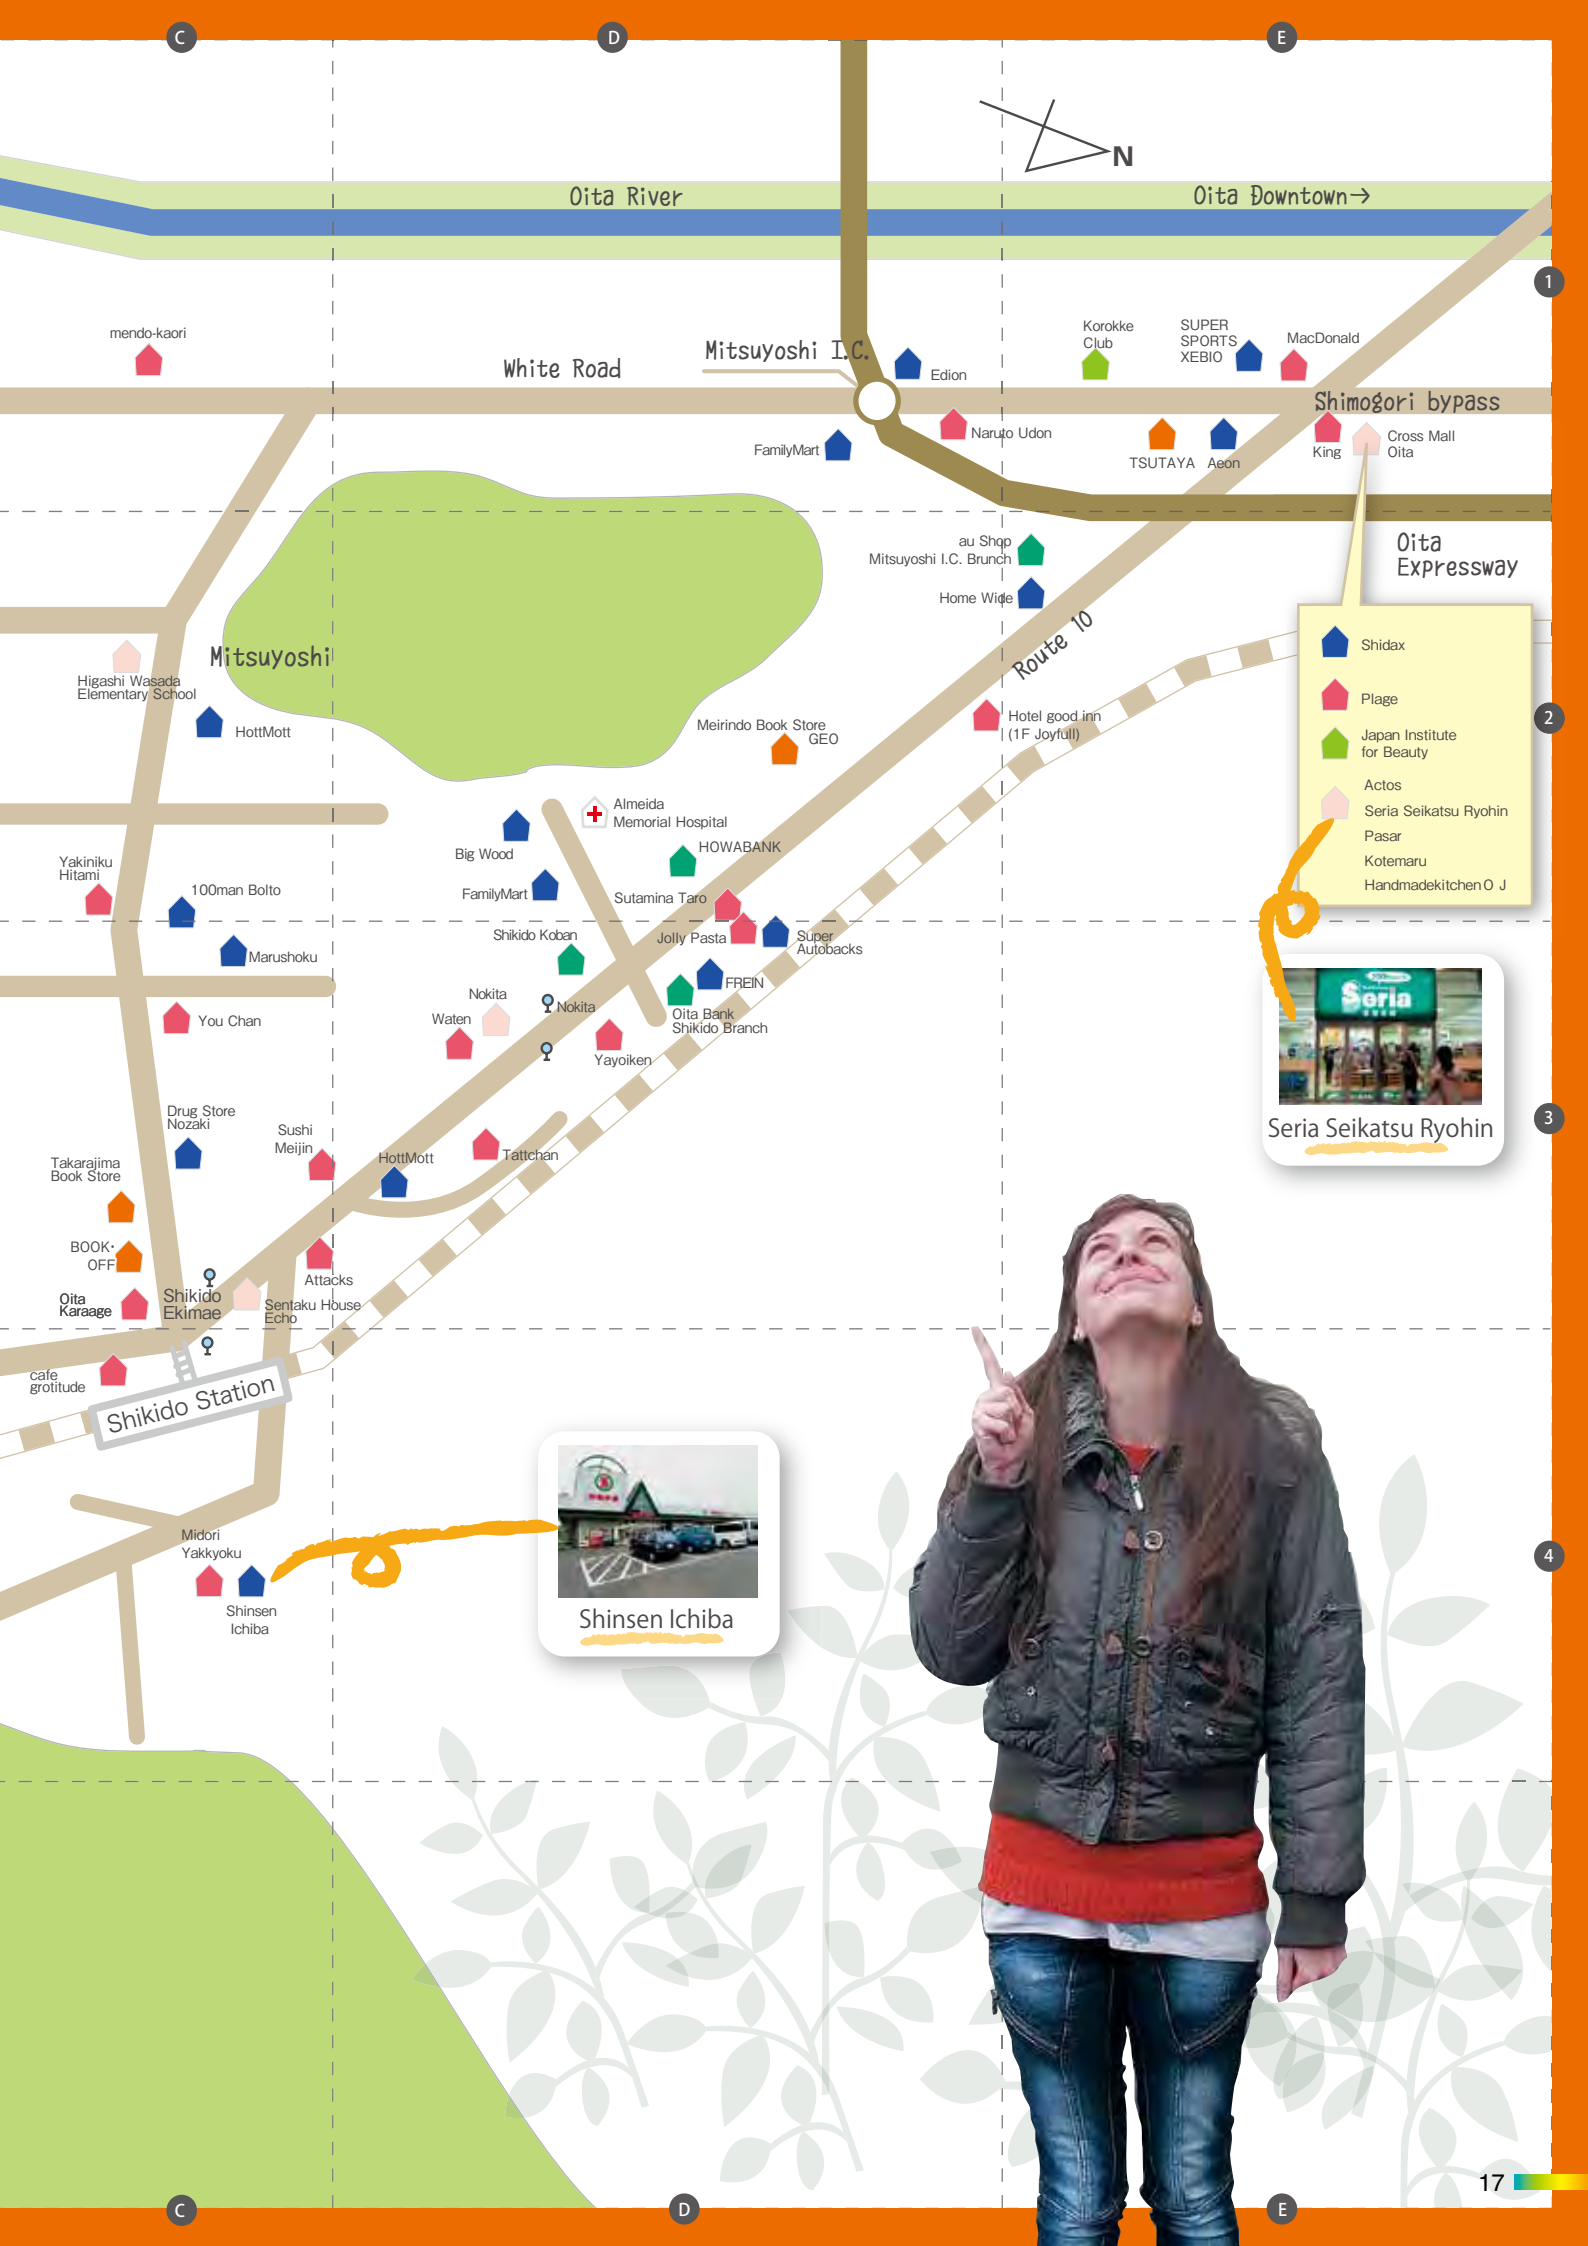 C
D
E
N
Oita River
Oita Downtown→
1
mendo-kaori
White Road
Mitsuyoshi I.C.
Edion
Korokke
Club
SUPER
SPORTS
XEBIO
MacDonald
Shimogori bypass
FamilyMart
Naruto Udon
TSUTAYA
Aeon
King
Cross Mall
Oita
au Shop
Mitsuyoshi I.C. Brunch
Home Wide
Oita
Expressway
Route 10
Mitsuyoshi
Higashi Wasada
Elementary School
HottMott
Meirindo Book Store
GEO
Hotel good inn
(1F Joyfull)
Shidax
Plage
Japan Institute
for Beauty
Actos
Seria Seikatsu Ryohin
Pasar
Kotemaru
Handmadekitchen O J
2
Almeida
Memorial Hospital
Big Wood
HOWABANK
FamilyMart
Sutamina Taro
Yakiniku
Hitami
100man Bolto
Marushoku
Shikido Koban
Jolly Pasta
Super
Autobacks
FREIN
Nokita
Nokita
Waten
Oita Bank
Shikido Branch
Yayoiken
You Chan
Seria
Seria Seikatsu Ryohin
3
Drug Store
Nozaki
Sushi
Meijin
HottMott
Tattchan
Takarajima
Book Store
BOOK・
OFF
Attacks
Oita
Karaage
Shikido
Ekimae
Sentaku House
Echo
cafe
grotitude
Shikido Station
Midori
Yakkyoku
Shinsen
Ichiba
Shinsen Ichiba
4
17
C
D
E